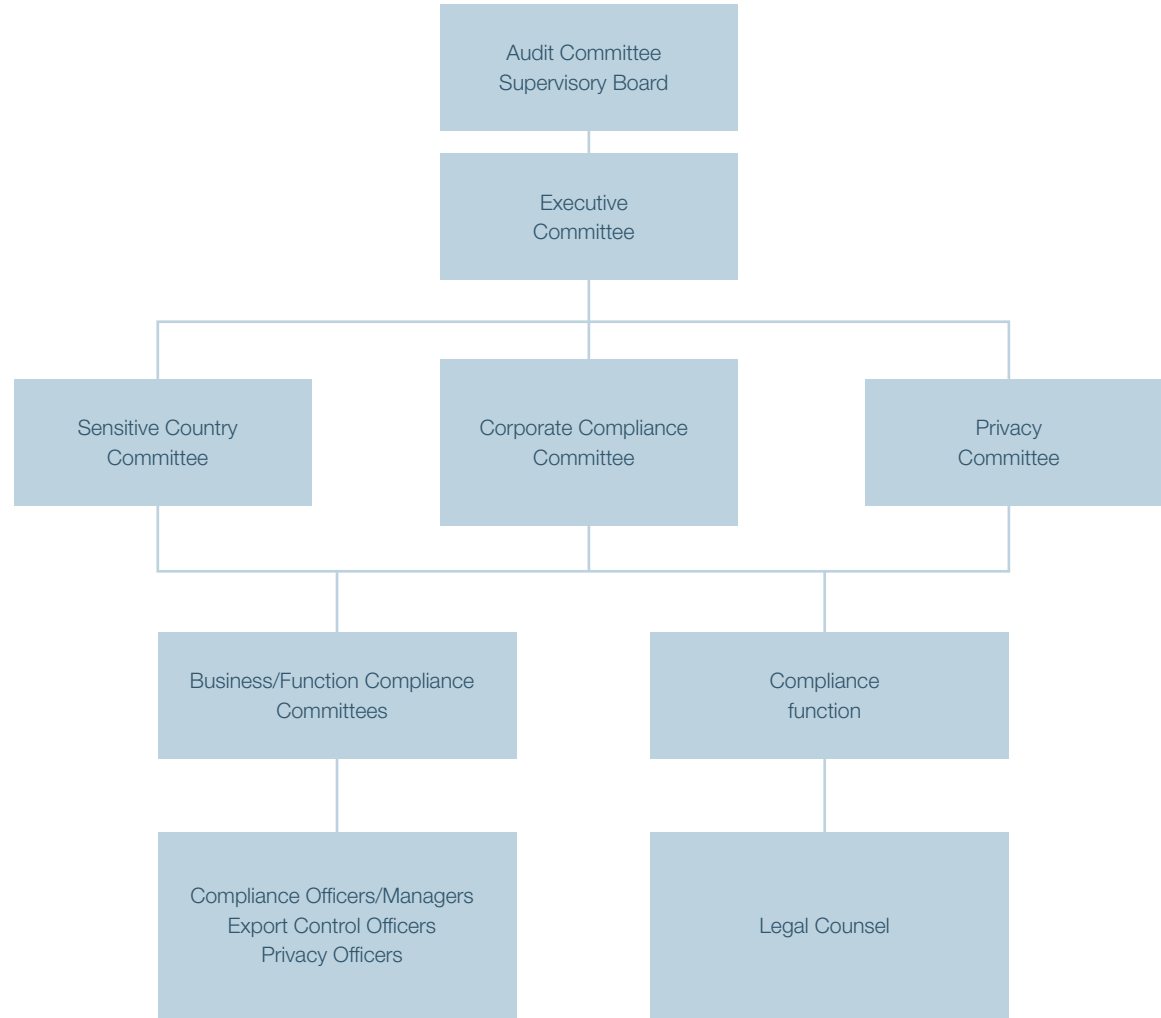 Audit Committee
Supervisory Board
Executive
Committee
Sensitive Country
Committee
Corporate Compliance
Committee
Privacy
Committee
Business/Function Compliance
Committees
Compliance
function
Compliance Officers/Managers
Export Control Officers
Privacy Officers
Legal Counsel